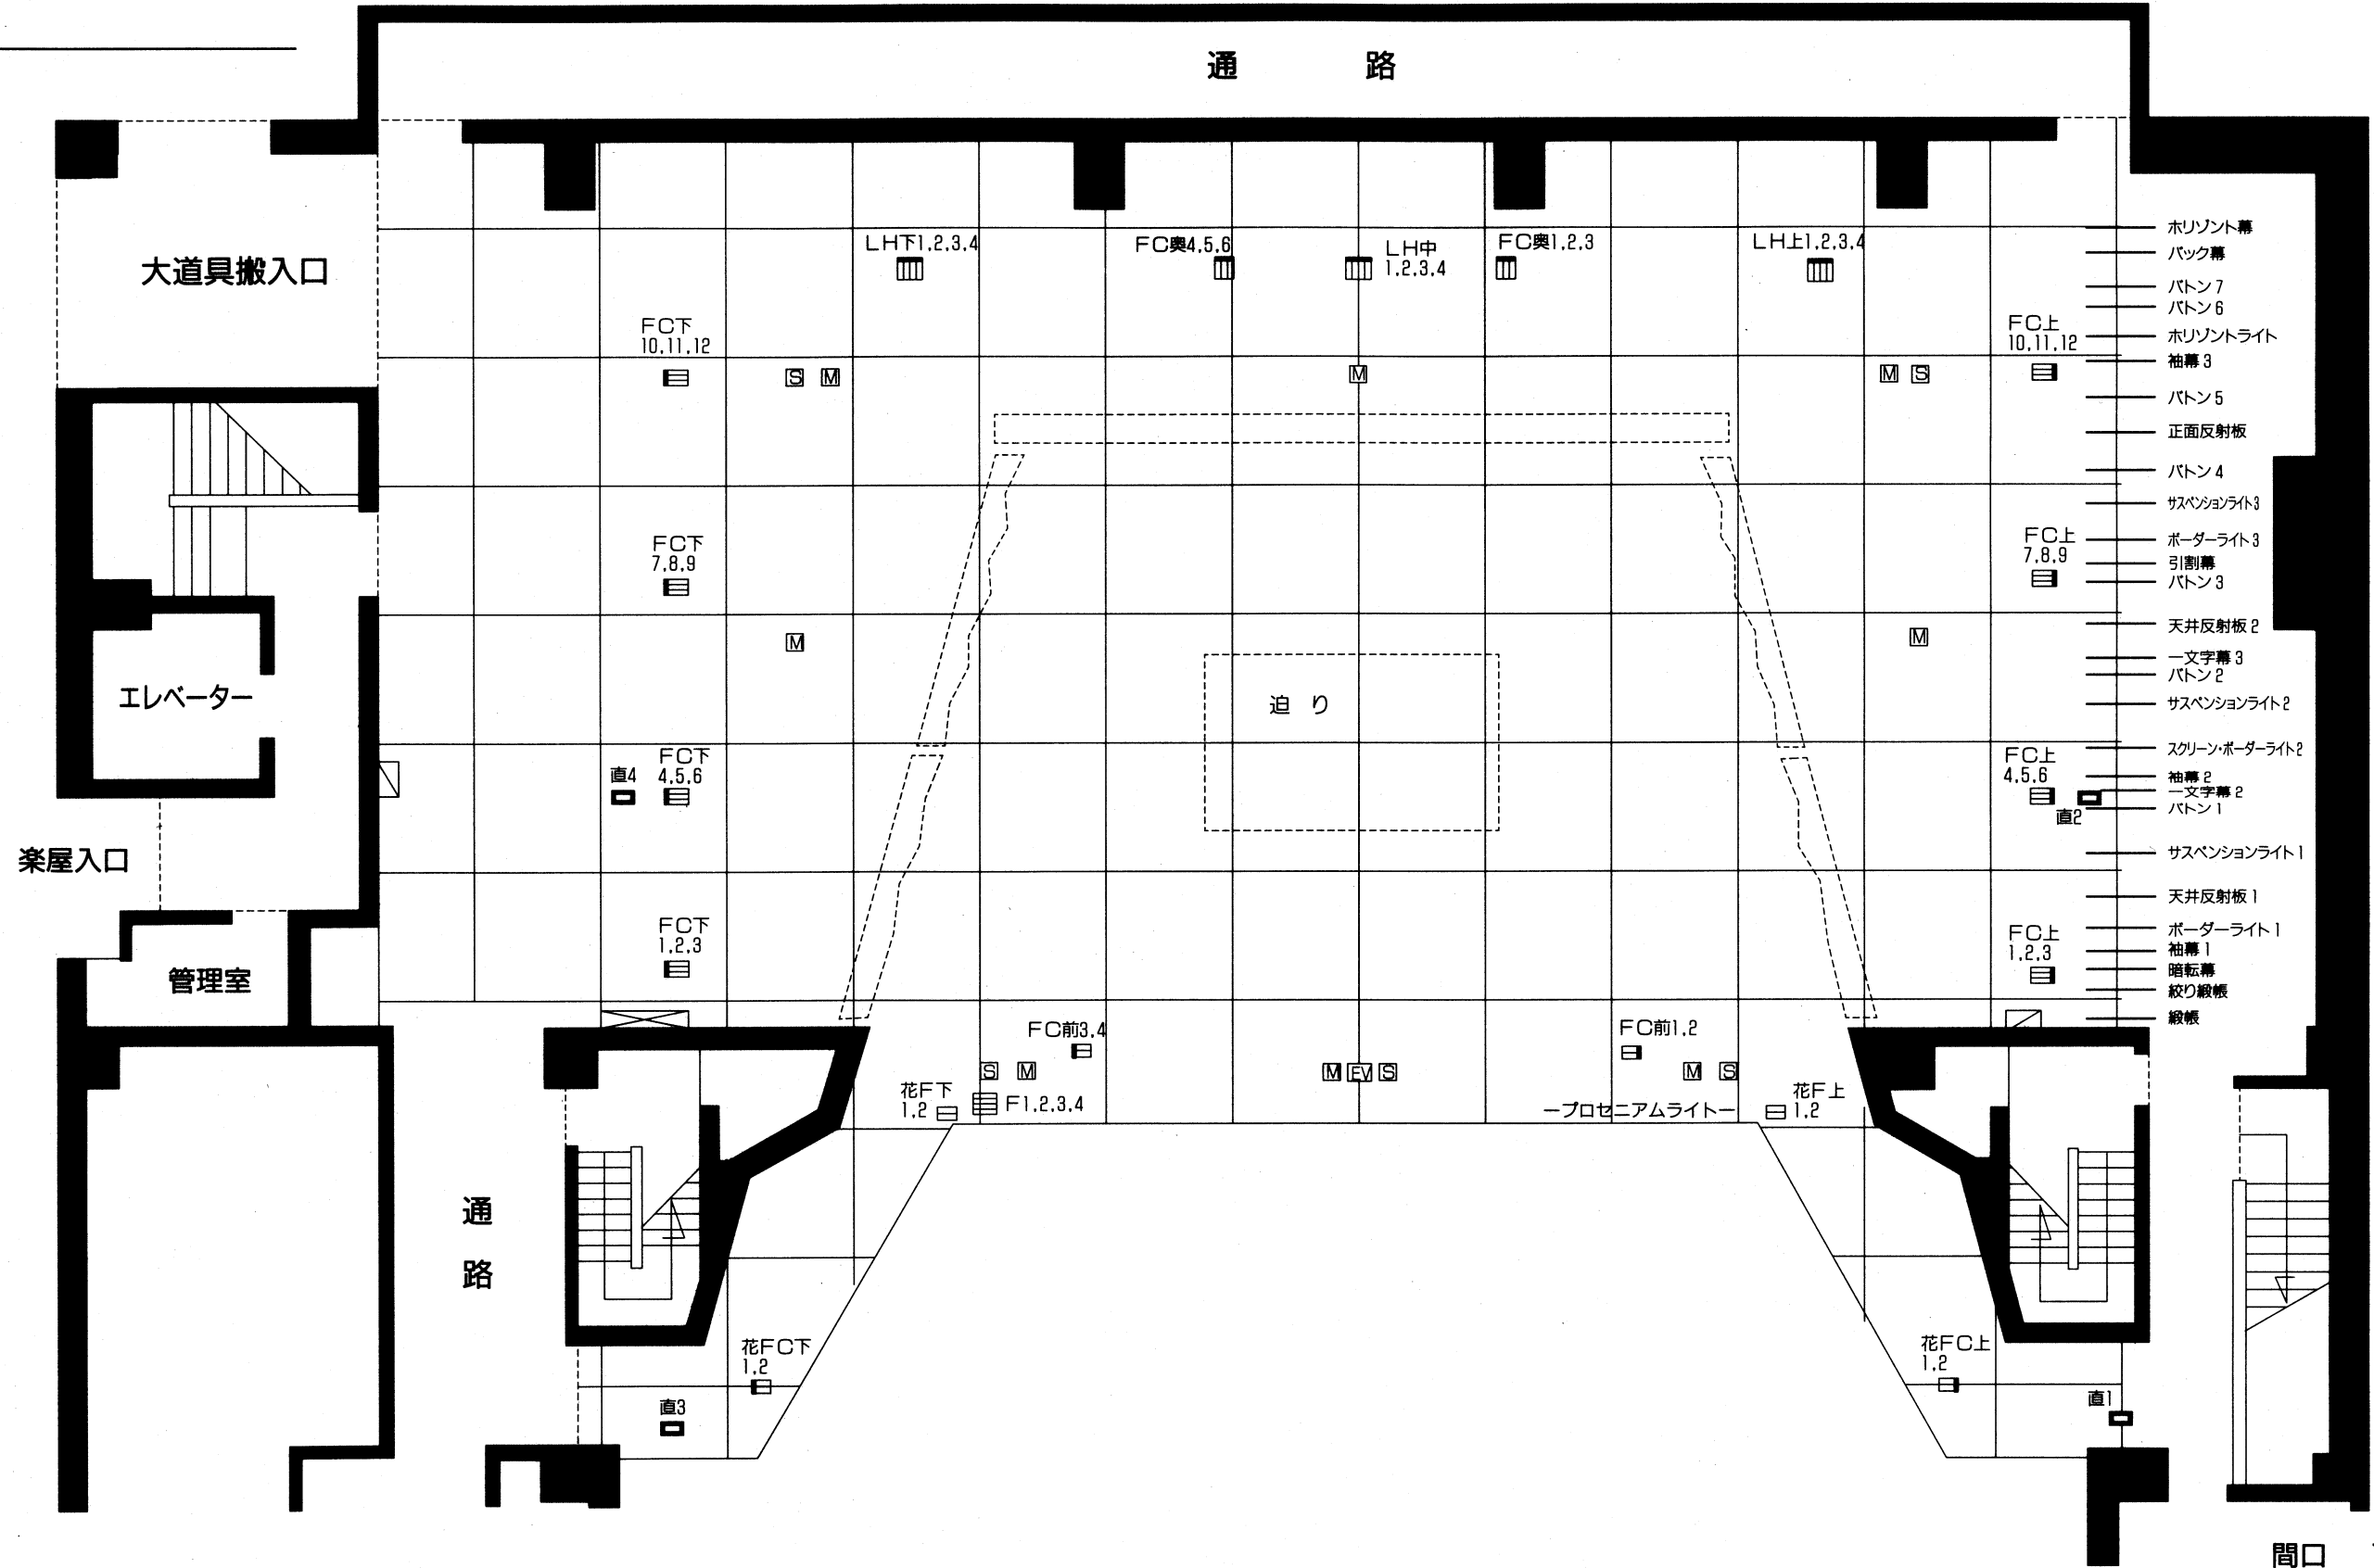 通 路
大道具搬入口
LH下1,2,3,4
FC奥4,5,6
LH中
1,2,3,4
FC奥1,2,3
LH上1,2,3,4
FC下
10,11,12
S
M
M
M
S
FC上
10,11,12
FC下
7,8,9
FC上
7,8,9
M
M
エレベーター
迫り
直4
FC下
4,5,6
FC上
4,5,6
直2
楽屋入口
管理室
FC下
1,2,3
FC上
1,2,3
FC前3,4
FC前1,2
S
M
M
EV
S
M
S
花F下
1,2
F1,2,3,4
ープロセニアムライトー
花F上
1,2
通路
花FC下
1,2
直3
花FC上
1,2
直1
間口
ホリゾント幕
バック幕
バトン7
バトン6
ホリゾントライト
袖幕3
バトン5
正面反射板
バトン4
サスペンションライト3
ボーダーライト3
引割幕
バトン3
天井反射板2
一文字幕3
バトン2
サスペンションライト2
スクリーン・ボーダーライト2
袖幕2
一文字幕2
バトン1
サスペンションライト1
天井反射板1
ボーダーライト1
袖幕1
暗転幕
絞り緞帳
緞帳